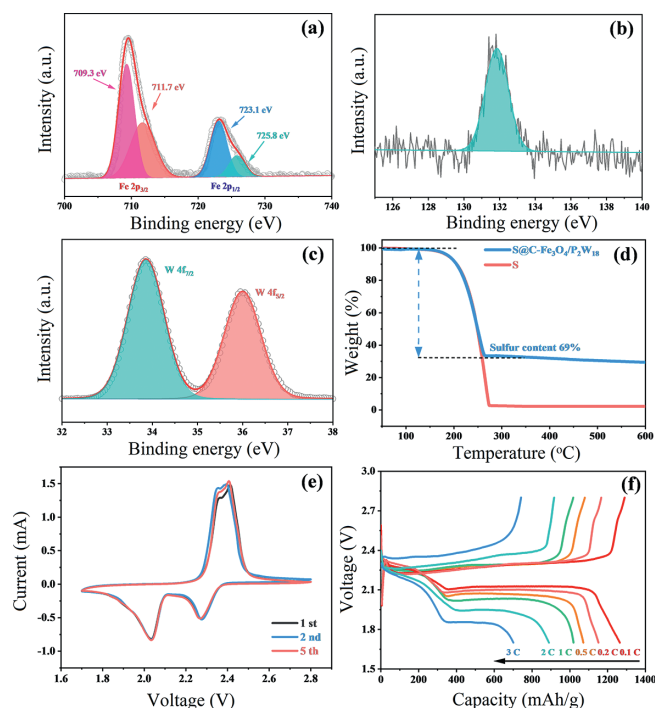 (a)
709.3 eV
711.7 eV
723.1 eV
725.8 eV
Fe 2p3/2
Fe 2p1/2
Intensity (a.u.)
700 710 720 730 740
Binding energy (eV)
(b)
Intensity (a.u.)
126 128 130 132 134 136 138 140
Binding energy (eV)
(c)
W 4f7/2
W 4f5/2
Intensity (a.u.)
32 33 34 35 36 37 38
Binding energy (eV)
(d)
S@C-Fe3O4/P2W18
S
Sulfur content 69%
Weight (%)
100
80
60
40
20
0
100 200 300 400 500 600
Temperature (oC)
(e)
1 st
2 nd
5 th
Current (mA)
1.5
1.0
0.5
0.0
-0.5
-1.0
1.6 1.8 2.0 2.2 2.4 2.6 2.8
Voltage (V)
(f)
3 C 2 C 1 C 0.5 C 0.2 C 0.1 C
Voltage (V)
3.0
2.7
2.4
2.1
1.8
1.5
0 200 400 600 800 1000 1200 1400
Capacity (mAh/g)